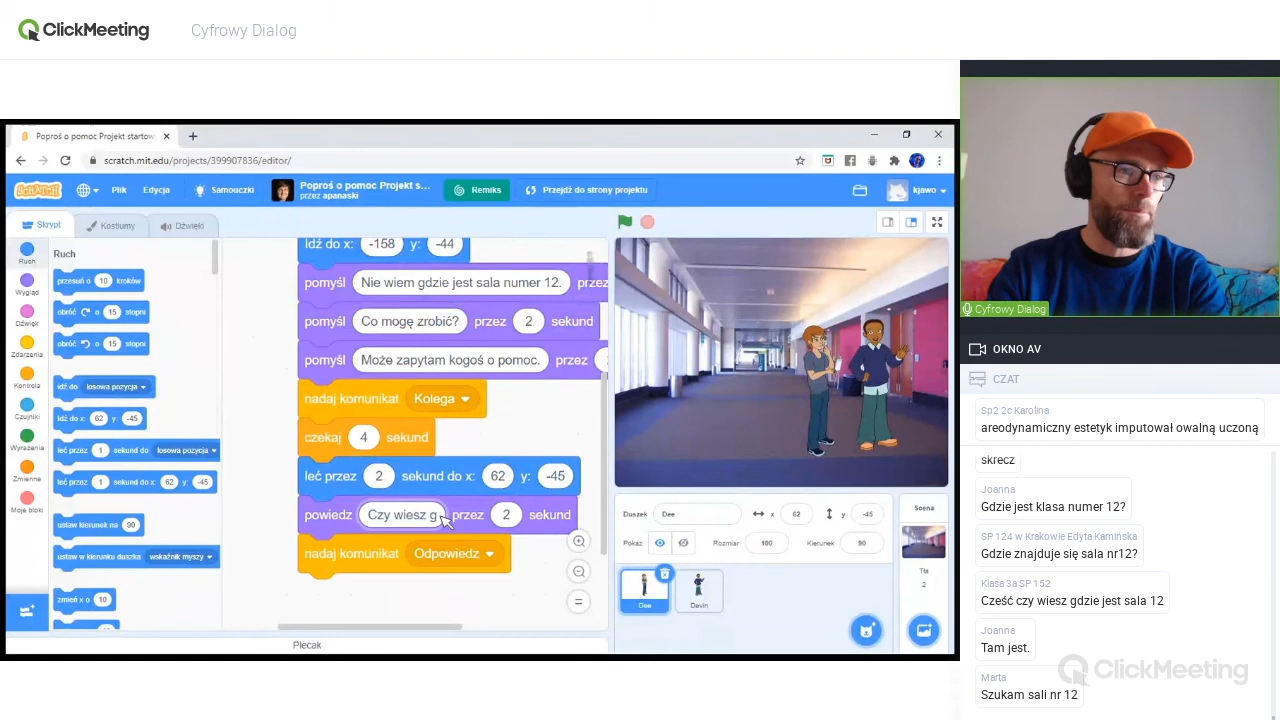 ClickMeeting
Cyfrowy Dialog
Poproś o pomoc Projekt startow
scratch.mit.edu/projects/399907836/editor/
SCRATCH
Plik
Edycja
Samouczki
Poproś o pomoc Projekt s...
przez apanaski
Remiks
Przejdź do strony projektu
kjawo
Skrypt
Kostiumy
Dźwięki
Ruch
Wygląd
Dźwięk
Zdarzenia
Kontrola
Czujniki
Wyrażenia
Zmienne
Moje bloki
Ruch
przesuń o 10 kroków
obróć o 15 stopni
obróć o 15 stopni
idź do losowa pozycja
idź do x: 62 y: -45
leć przez 1 sekund do losowa pozycja
leć przez 1 sekund do x: 62 y: -45
ustaw kierunek na 90
ustaw w kierunku duszka wskaźnik myszy
zmień x o 10
Idź do x: -158 y: -44
pomyśl Nie wiem gdzie jest sala numer 12. przez
pomyśl Co mogę zrobić? przez 2 sekund
pomyśl Może zapytam kogoś o pomoc. przez
nadaj komunikat Kolega
czekaj 4 sekund
leć przez 2 sekund do x: 62 y: -45
powiedz Czy wiesz g przez 2 sekund
nadaj komunikat Odpowiedz
Plecak
Duszek Dee x 62 y -45
Pokaż Rozmiar 100 Kierunek 90
Dee
Devin
Scena
Tła
2
Cyfrowy Dialog
OKNO AV
CZAT
Sp2 2c Karolina
areodynamiczny estetyk imputował owalną uczoną
skrecz
Joanna
Gdzie jest klasa numer 12?
SP 124 w Krakowie Edyta Kamińska
Gdzie znajduje się sala nr12?
Klasa 3a SP 152
Cześć czy wiesz gdzie jest sala 12
Joanna
Tam jest.
Marta
Szukam sali nr 12
ClickMeeting